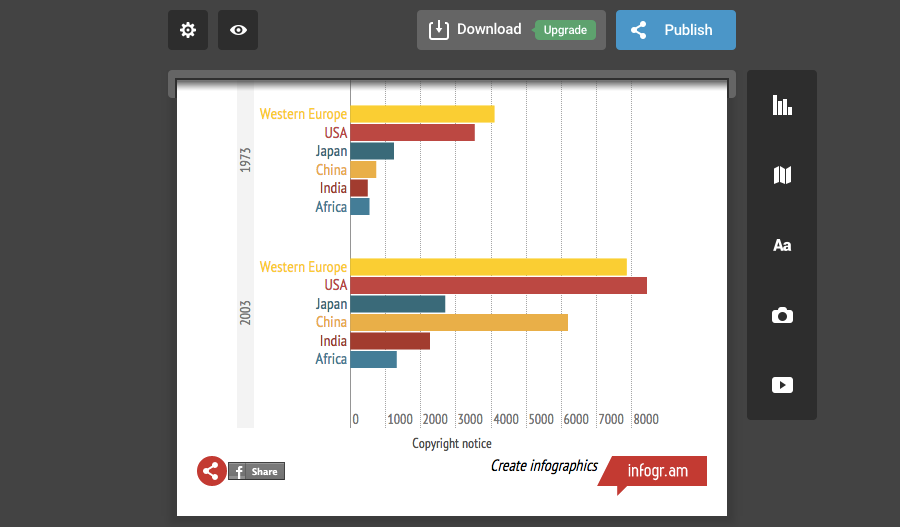 Download Upgrade
Publish
1973
Western Europe
USA
Japan
China
India
Africa
2003
Western Europe
USA
Japan
China
India
Africa
0 1000 2000 3000 4000 5000 6000 7000 8000
Copyright notice
Aa
f Share
Create infographics
infogr.am